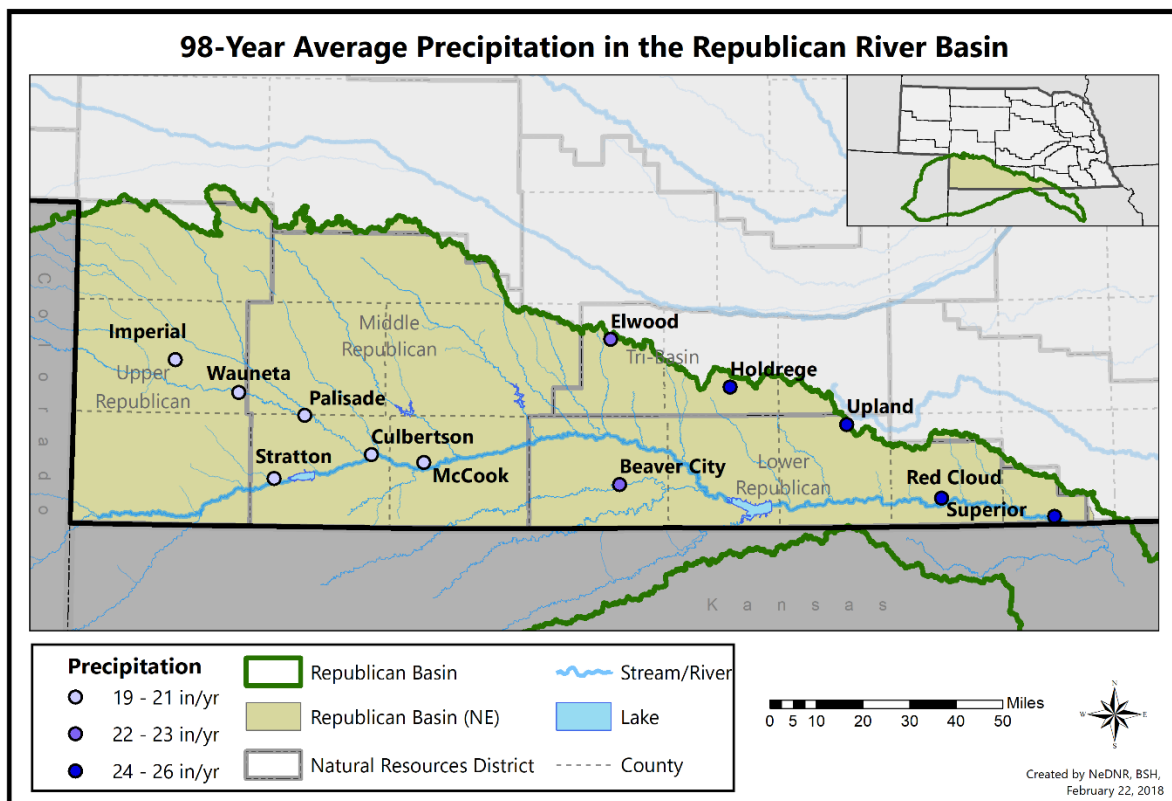 98-Year Average Precipitation in the Republican River Basin
Colorado
Imperial
Upper
Republican
Wauneta
Palisade
Stratton
Culbertson
McCook
Middle
Republican
Elwood
Tri-Basin
Holdrege
Upland
Beaver City
Lower
Republican
Red Cloud
Superior
Kansas
Precipitation
19 - 21 in/yr
22 - 23 in/yr
24 - 26 in/yr
Republican Basin
Republican Basin (NE)
Natural Resources District
Stream/River
Lake
County
0 5 10 20 30 40 50 Miles
N
W E
S
Created by NeDNR, BSH,
February 22, 2018